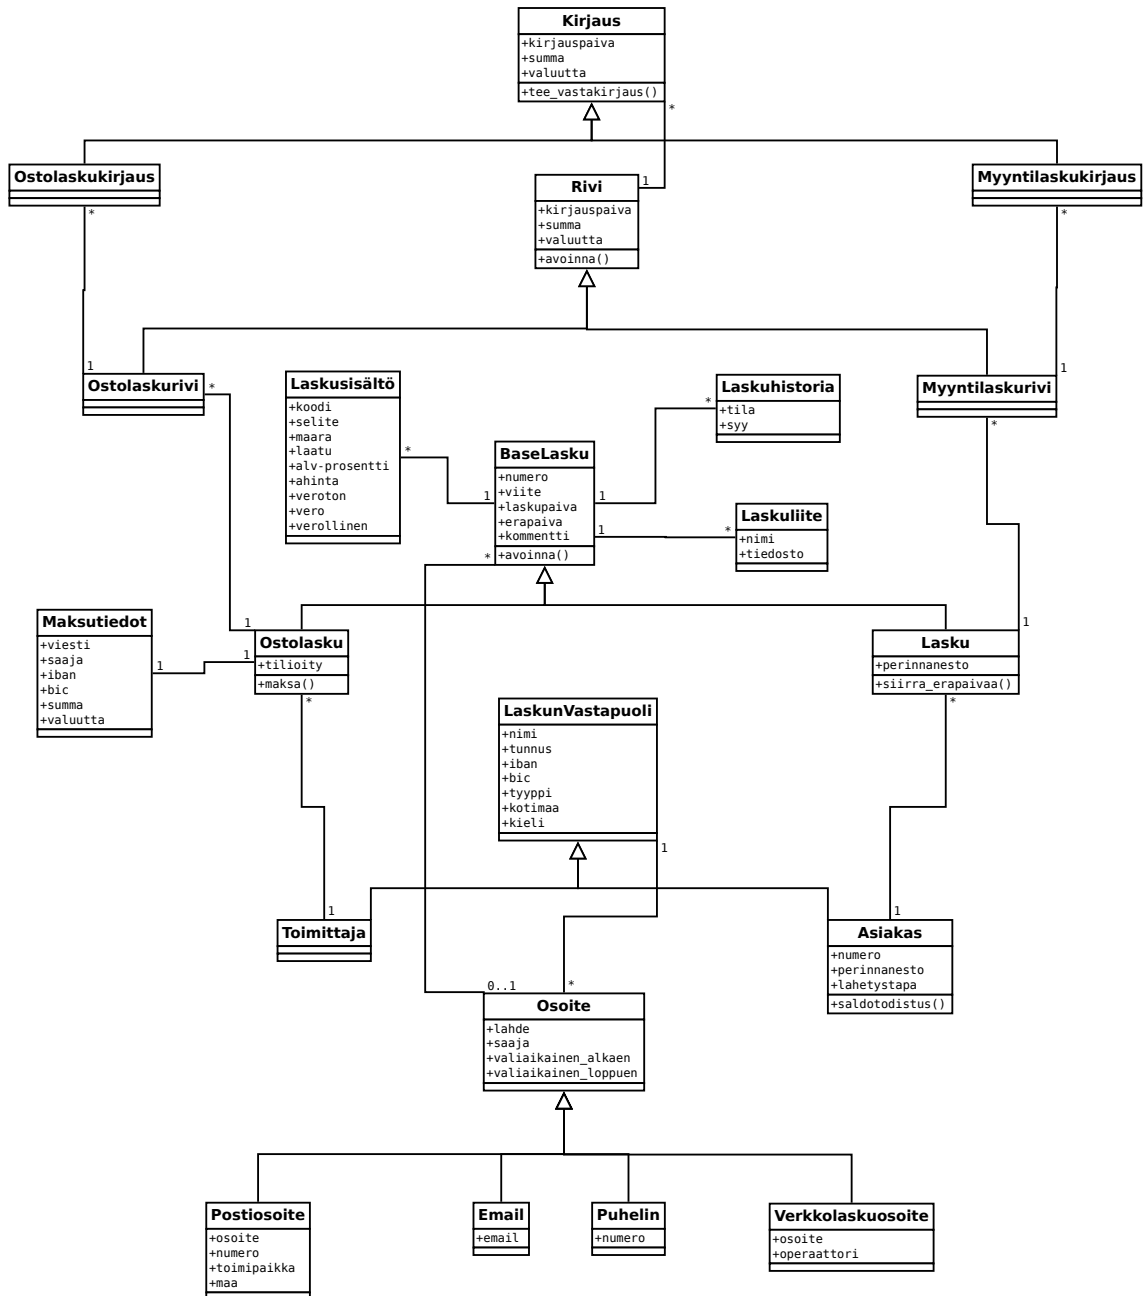 Kirjaus
+kirjauspaiva
+summa
+valuutta
+tee_vastakirjaus()
*
Ostolaskukirjaus
*
Rivi
1
+kirjauspaiva
+summa
+valuutta
+avoinna()
Myyntilaskukirjaus
*
1
Ostolaskurivi
*
Laskusisältö
+koodi
+selite
+maara
+laatu
+alv-prosentti
+ahinta
+veroton
+vero
+verollinen
*
1
BaseLasku
+numero
+viite
+laskupaiva
+erapaiva
+kommentti
+avoinna()
1
1
*
Laskuhistoria
+tila
+syy
*
Laskuliite
+nimi
+tiedosto
*
1
Myyntilaskurivi
*
Maksutiedot
+viesti
+saaja
+iban
+bic
+summa
+valuutta
1
1
1
Ostolasku
+tilioity
+maksa()
*
1
Lasku
+perinnanesto
+siirra_erapaivaa()
*
LaskunVastapuoli
+nimi
+tunnus
+iban
+bic
+tyyppi
+kotimaa
+kieli
1
1
Toimittaja
1
Asiakas
+numero
+perinnanesto
+lahetystapa
+saldotodistus()
0..1
*
Osoite
+lahde
+saaja
+valiaikainen_alkaen
+valiaikainen_loppuen
Postiosoite
+osoite
+numero
+toimipaikka
+maa
Email
+email
Puhelin
+numero
Verkkolaskuosoite
+osoite
+operaattori